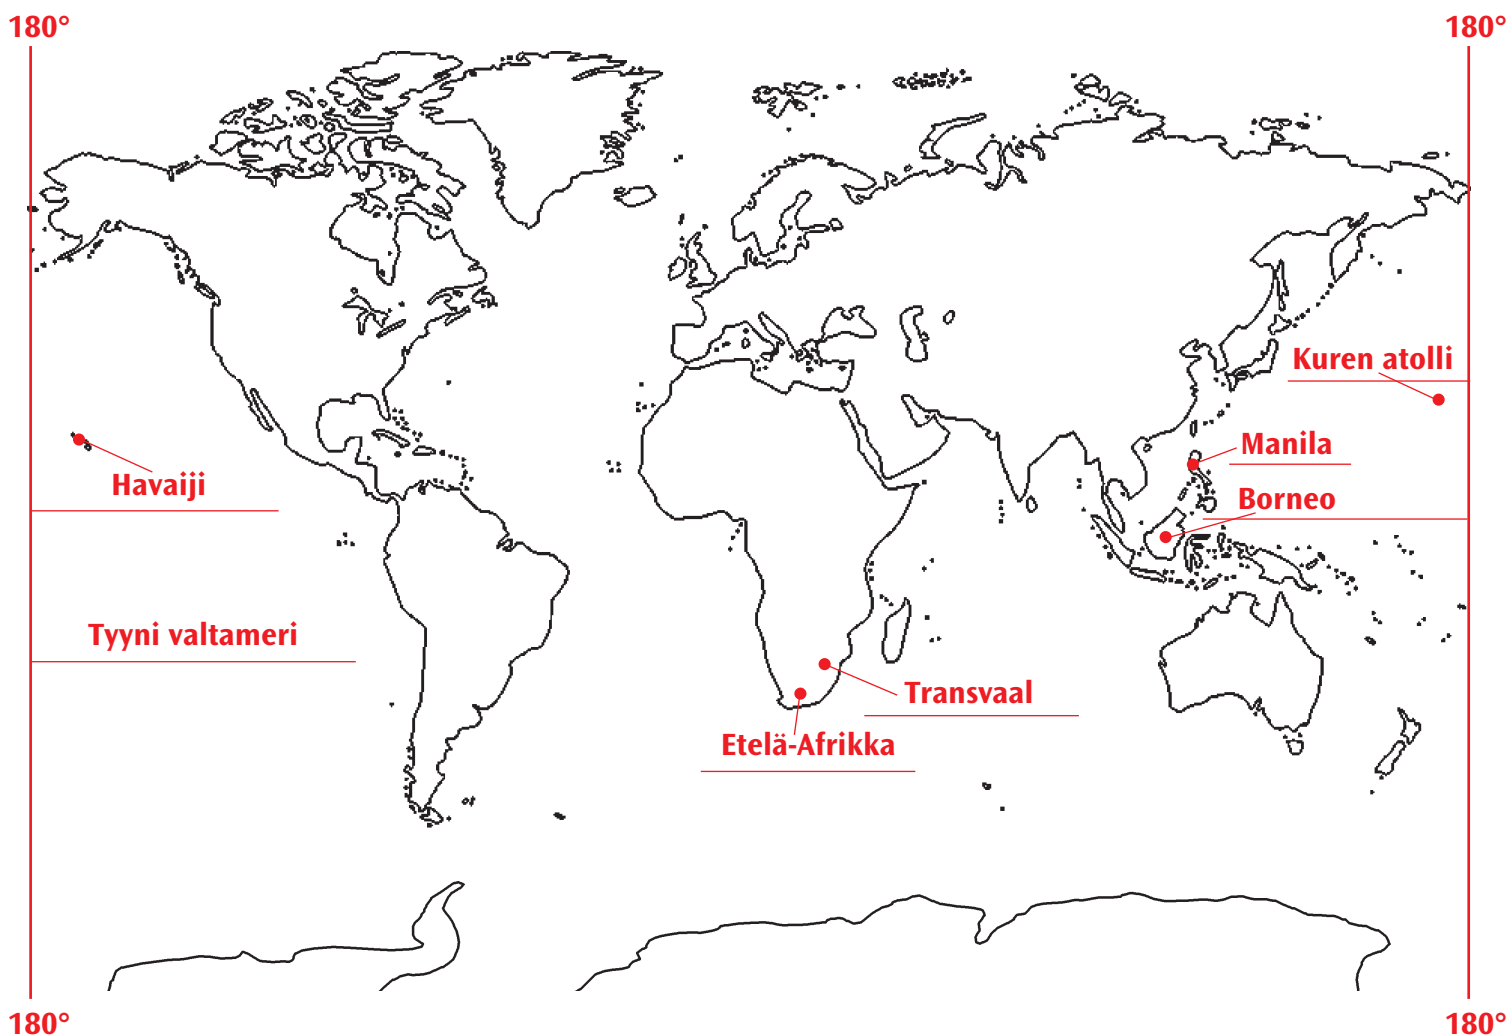 180°
180°
Kuren atolli
Manila
Havaiji
Borneo
Tyyni valtameri
Transvaal
Etelä-Afrikka
180°
180°